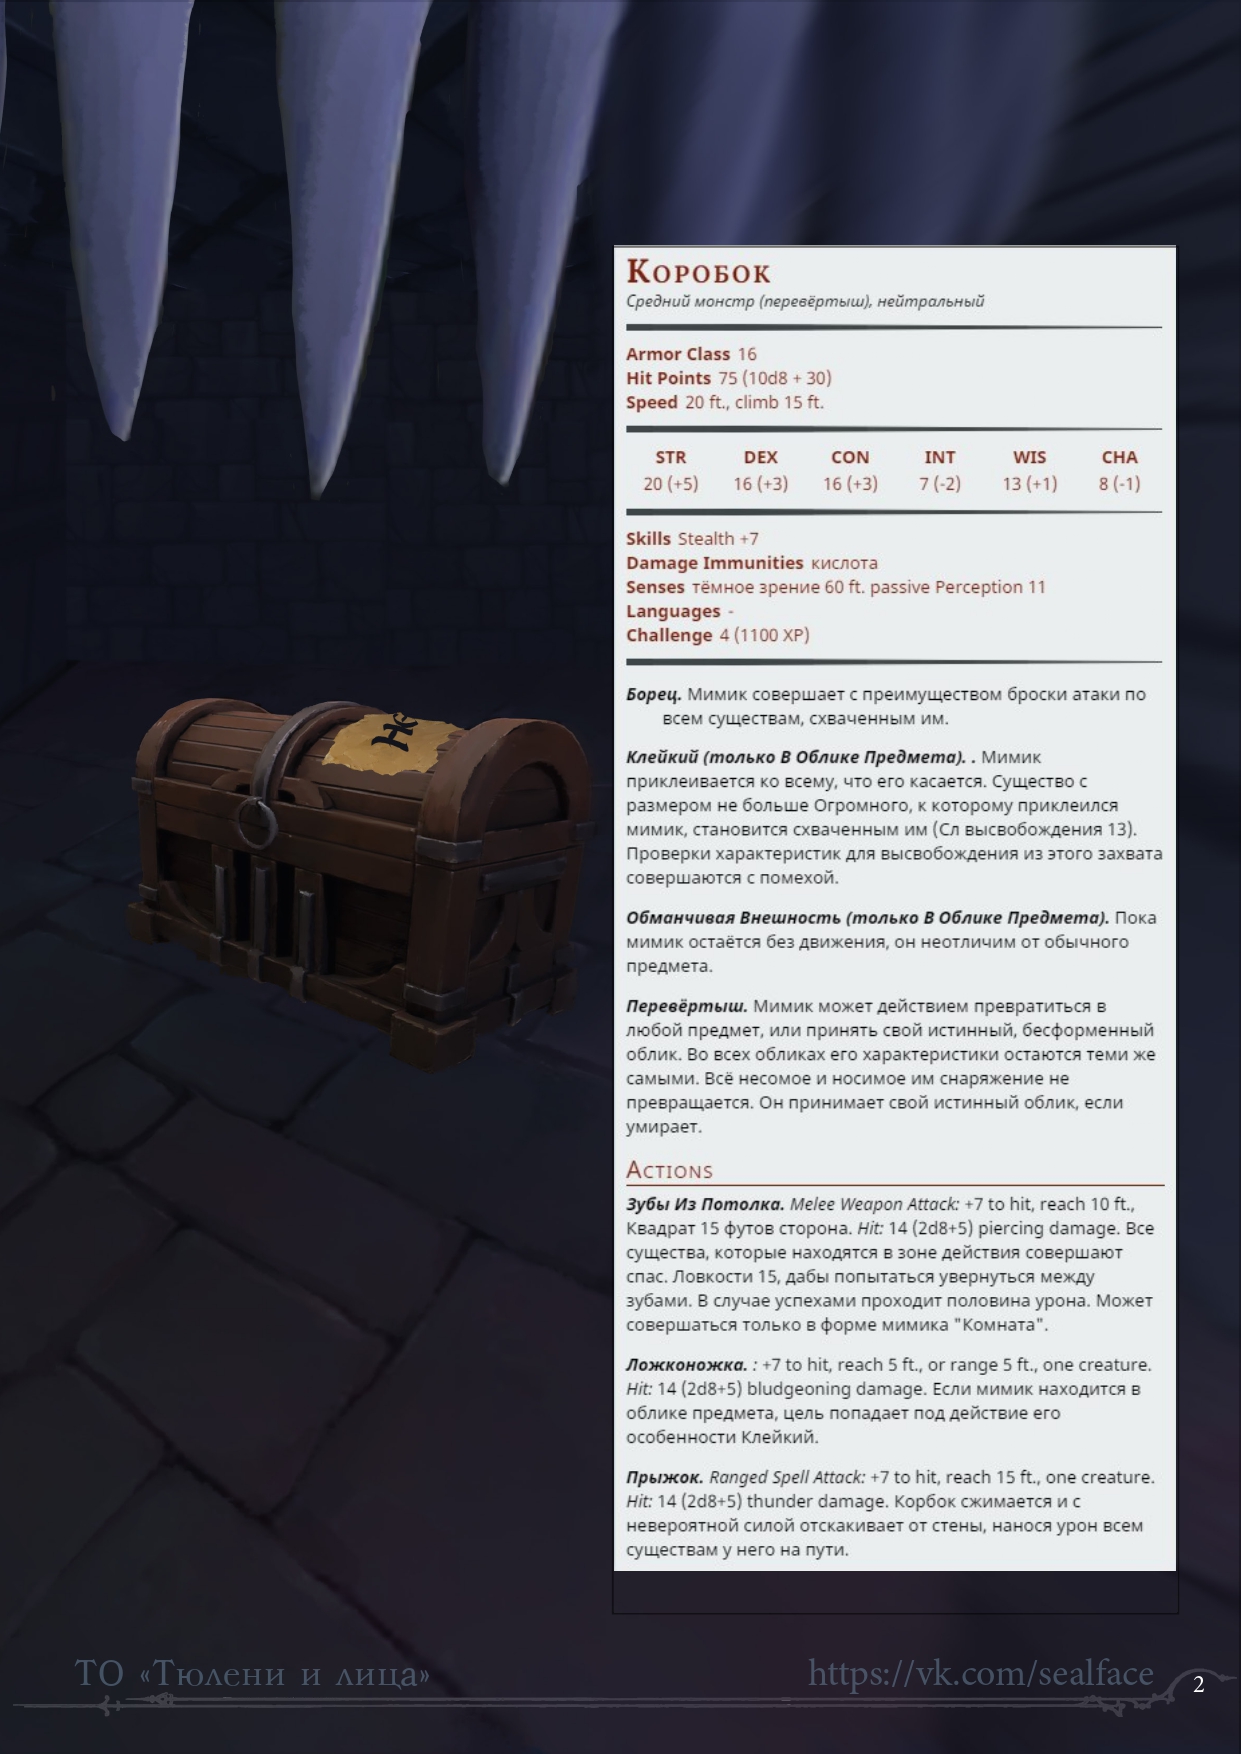 Не
Коробок
Средний монстр (перевёртыш), нейтральный
Armor Class 16
Hit Points 75 (10d8 + 30)
Speed 20 ft., climb 15 ft.
STR DEX CON INT WIS CHA
20 (+5) 16 (+3) 16 (+3) 7 (-2) 13 (+1) 8 (-1)
Skills Stealth +7
Damage Immunities кислота
Senses тёмное зрение 60 ft. passive Perception 11
Languages -
Challenge 4 (1100 XP)
Борец. Мимик совершает с преимуществом броски атаки по
всем существам, схваченным им.
Клейкий (только В Облике Предмета). . Мимик
приклеивается ко всему, что его касается. Существо с
размером не больше Огромного, к которому приклеился
мимик, становится схваченным им (Сл высвобождения 13).
Проверки характеристик для высвобождения из этого захвата
совершаются с помехой.
Обманчивая Внешность (только В Облике Предмета). Пока
мимик остаётся без движения, он неотличим от обычного
предмета.
Перевёртыш. Мимик может действием превратиться в
любой предмет, или принять свой истинный, бесформенный
облик. Во всех обликах его характеристики остаются теми же
самыми. Всё несомое и носимое им снаряжение не
превращается. Он принимает свой истинный облик, если
умирает.
Actions
Зубы Из Потолка. Melee Weapon Attack: +7 to hit, reach 10 ft.,
Квадрат 15 футов сторона. Hit: 14 (2d8+5) piercing damage. Все
существа, которые находятся в зоне действия совершают
спас. Ловкости 15, дабы попытаться увернуться между
зубами. В случае успехами проходит половина урона. Может
совершаться только в форме мимика "Комната".
Ложконожка. : +7 to hit, reach 5 ft., or range 5 ft., one creature.
Hit: 14 (2d8+5) bludgeoning damage. Если мимик находится в
облике предмета, цель попадает под действие его
особенности Клейкий.
Прыжок. Ranged Spell Attack: +7 to hit, reach 15 ft., one creature.
Hit: 14 (2d8+5) thunder damage. Корбок сжимается и с
невероятной силой отскакивает от стены, нанося урон всем
существам у него на пути.
ТО «Тюлени и лица»
https://vk.com/sealface
2